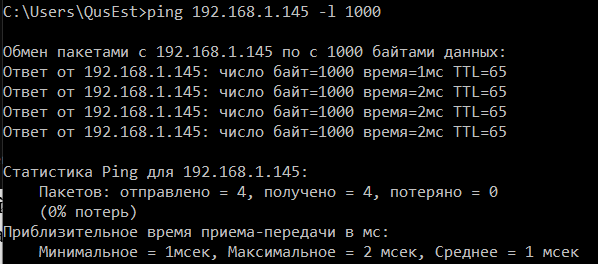 C:\Users\QusEst>ping 192.168.1.145 -l 1000
Обмен пакетами с 192.168.1.145 по с 1000 байтами данных:
Ответ от 192.168.1.145: число байт=1000 время=1мс TTL=65
Ответ от 192.168.1.145: число байт=1000 время=2мс TTL=65
Ответ от 192.168.1.145: число байт=1000 время=2мс TTL=65
Ответ от 192.168.1.145: число байт=1000 время=2мс TTL=65
Статистика Ping для 192.168.1.145:
Пакетов: отправлено = 4, получено = 4, потеряно = 0
(0% потерь)
Приблизительное время приема-передачи в мс:
Минимальное = 1мсек, Максимальное = 2 мсек, Среднее = 1 мсек